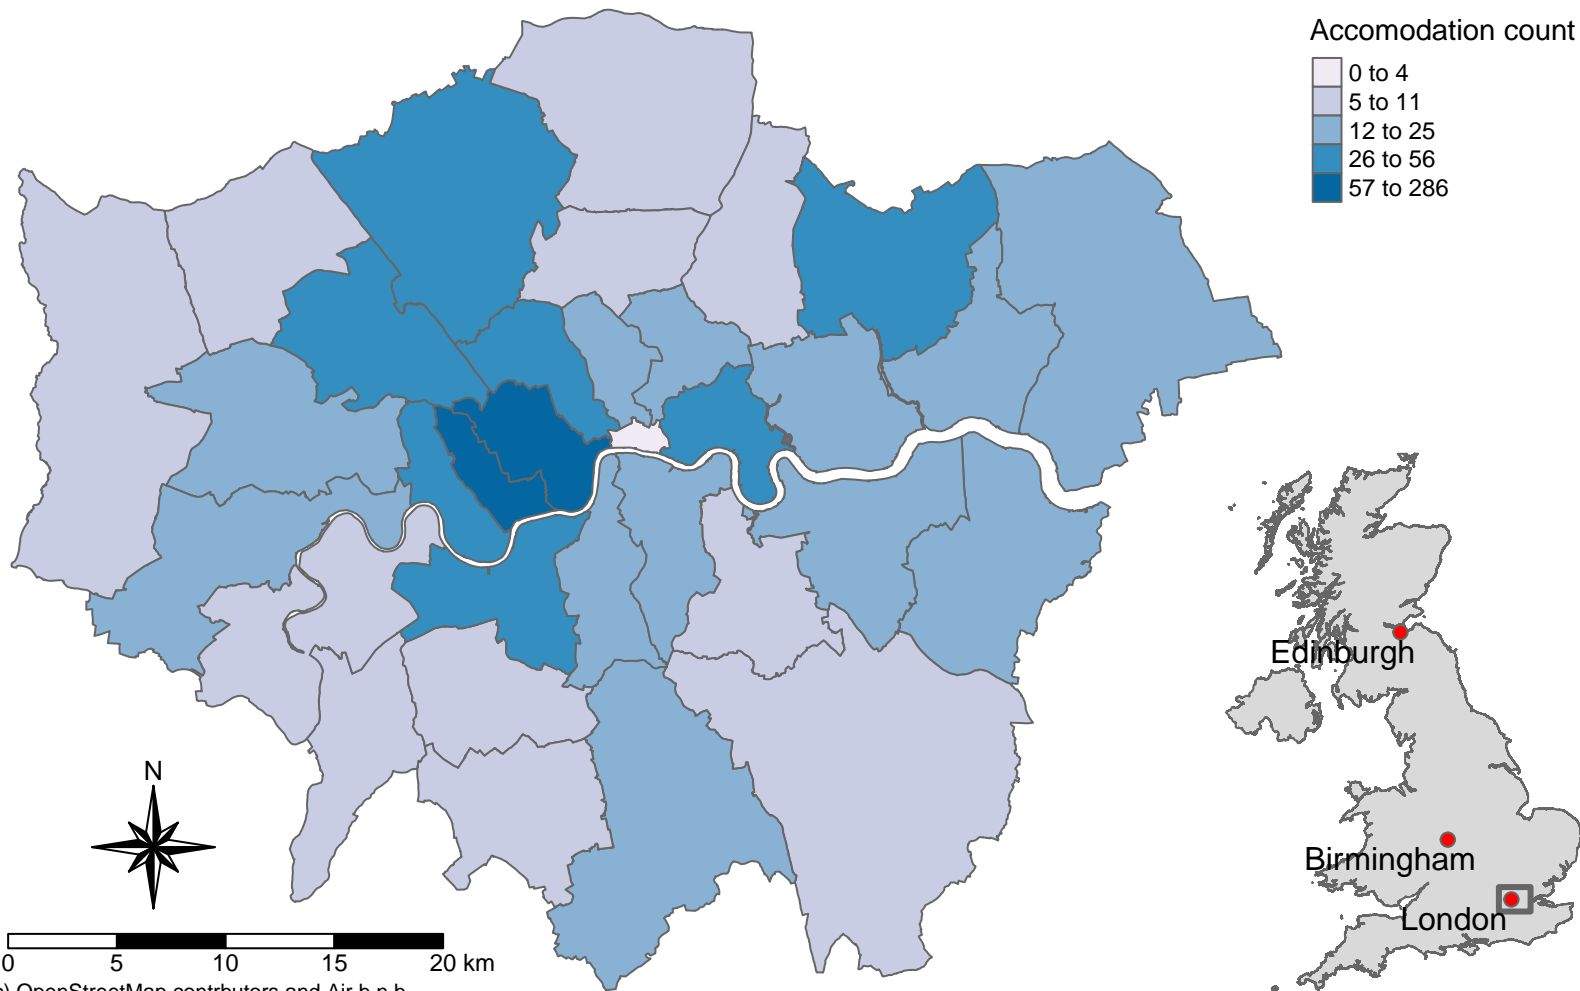 Accomodation count
0 to 4
5 to 11
12 to 25
26 to 56
57 to 286
Edinburgh
Birmingham
London
N
0 5 10 15 20 km
c) OpenStreetMap contrbutors and Air b n b